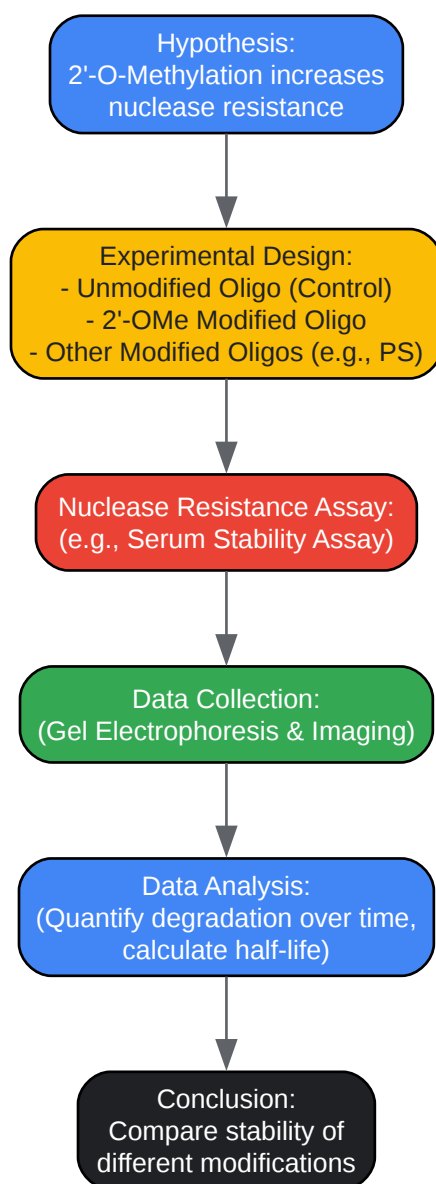 Hypothesis:
2'-O-Methylation increases
nuclease resistance
Experimental Design:
- Unmodified Oligo (Control)
- 2'-OMe Modified Oligo
- Other Modified Oligos (e.g., PS)
Nuclease Resistance Assay:
(e.g., Serum Stability Assay)
Data Collection:
(Gel Electrophoresis & Imaging)
Data Analysis:
(Quantify degradation over time,
calculate half-life)
Conclusion:
Compare stability of
different modifications